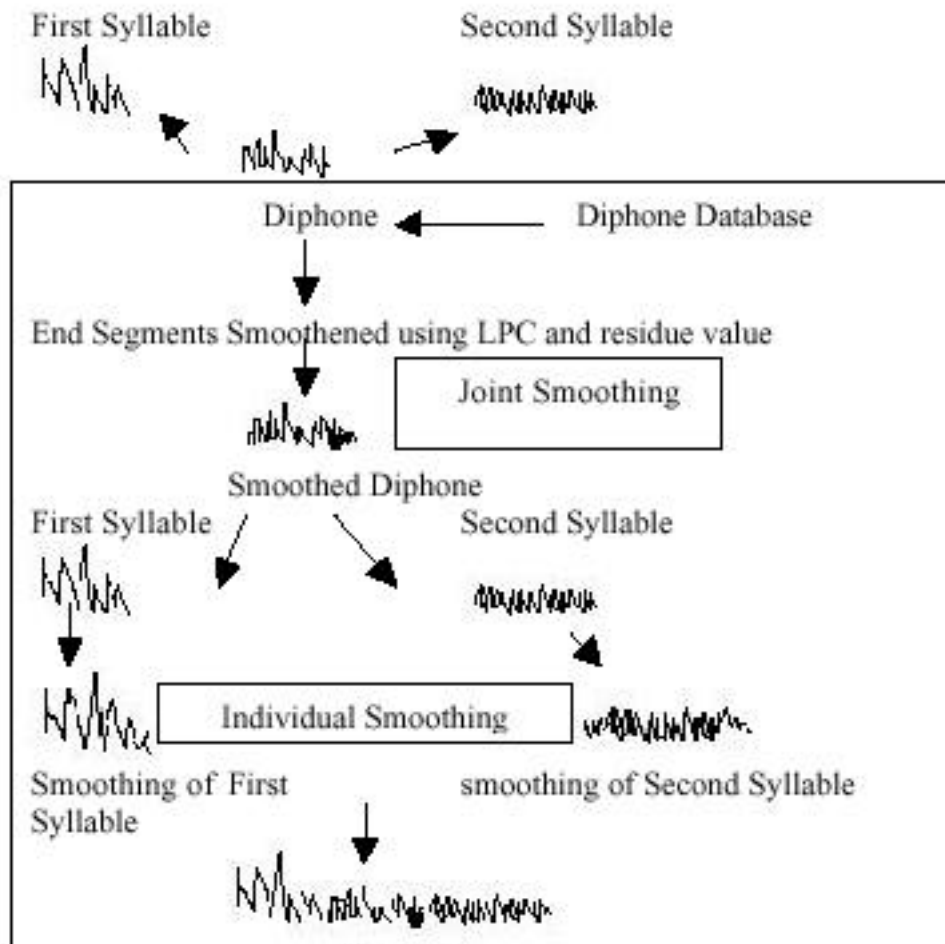 First Syllable Second Syllable
Diphone Diphone Database
End Segments Smoothened using LPC and residue value
Joint Smoothing
Smoothed Diphone
First Syllable Second Syllable
Individual Smoothing
Smoothing of First smoothing of Second Syllable
Syllable